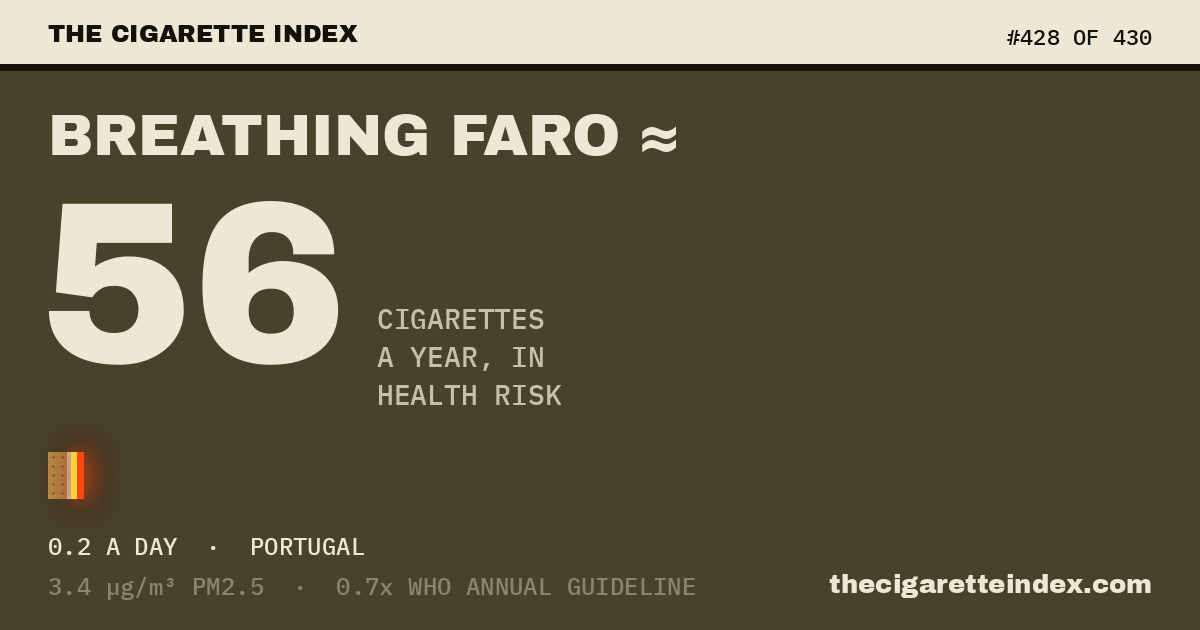 THE CIGARETTE INDEX
#428 OF 430
BREATHING FARO ≈
56
CIGARETTES
A YEAR, IN
HEALTH RISK
0.2 A DAY · PORTUGAL
3.4 µg/m³ PM2.5 · 0.7x WHO ANNUAL GUIDELINE
thecigaretteindex.com